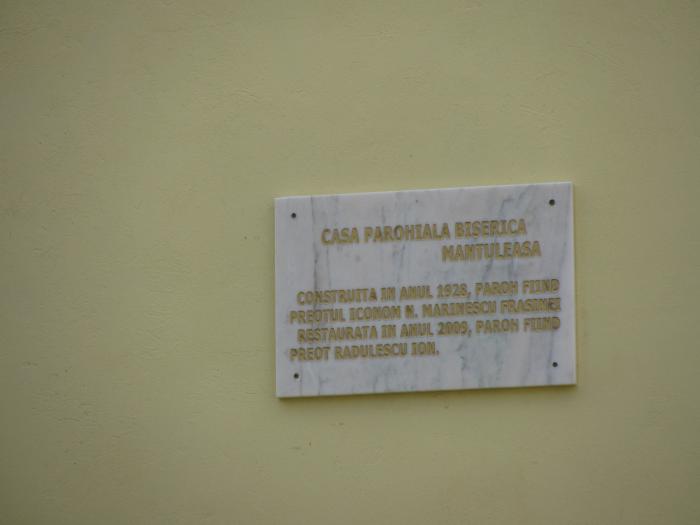 CASA PAROHIALA BISERICA
MANTULEASA
CONSTRUITA IN ANUL 1928, PAROH FIIND
PREOTUL ICONOM N. MARINESCU FRASINEI
RESTAURATA IN ANUL 2009, PAROH FIIND
PREOT RADULESCU ION.